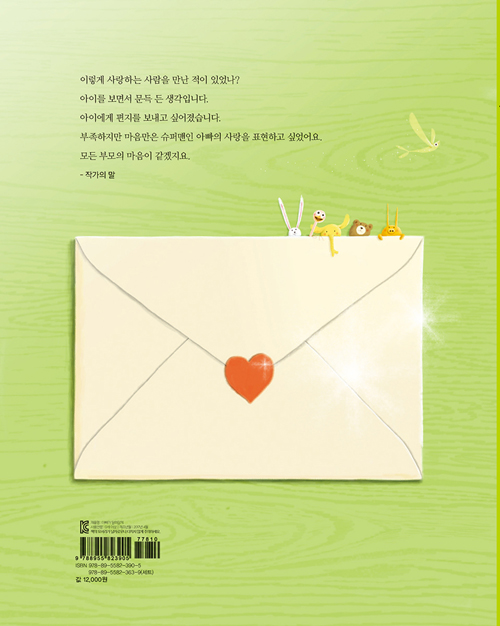 이렇게 사랑하는 사람을 만난 적이 있었나?
아이를 보면서 문득 든 생각입니다.
아이에게 편지를 보내고 싶어졌습니다.
부족하지만 마음만은 슈퍼맨인 아빠의 사랑을 표현하고 싶었어요.
모든 부모의 마음이 같겠지요.
- 작가의 말
77810
9 788955 823905
ISBN 978-89-5582-390-5
978-89-5582-363-9(세트)
값 12,000원